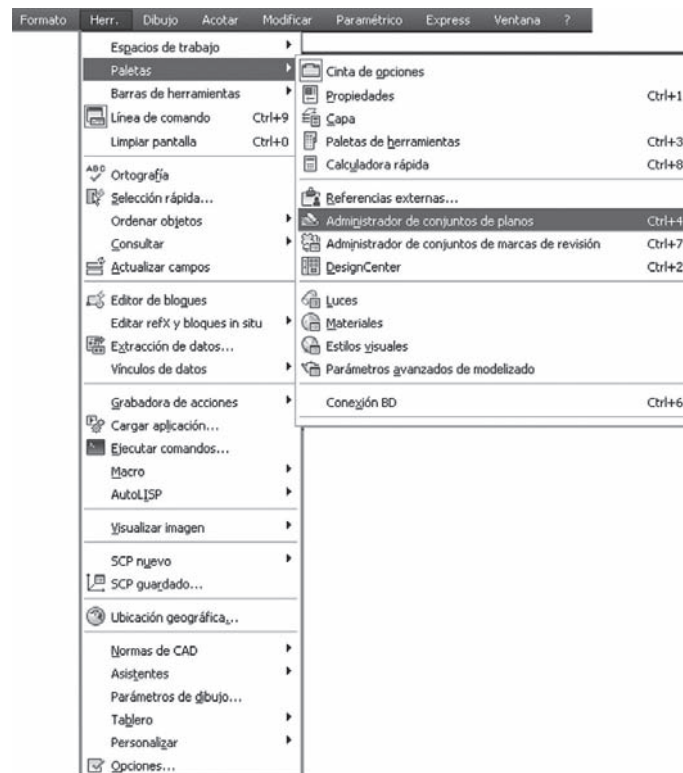 Formato Herr. Dibujo Acotar Modificar Paramétrico Express Ventana ?
Espacios de trabajo
Paletas
Barras de herramientas
Línea de comando Ctrl+9
Limpiar pantalla Ctrl+0
ABC Ortografía
Selección rápida...
Ordenar objetos
Consultar
Actualizar campos
Editor de bloques
Editar refX y bloques in situ
Extracción de datos...
Vínculos de datos
Grabadora de acciones
Cargar aplicación...
Ejecutar comandos...
Macro
AutoLISP
Visualizar imagen
SCP nuevo
SCP guardado...
Ubicación geográfica...
Normas de CAD
Asistentes
Parámetros de dibujo...
Tablero
Personalizar
Opciones...
Cinta de opciones
Propiedades Ctrl+1
Capa
Paletas de herramientas Ctrl+3
Calculadora rápida Ctrl+8
Referencias externas...
Administrador de conjuntos de planos Ctrl+4
Administrador de conjuntos de marcas de revisión Ctrl+7
DesignCenter Ctrl+2
Luces
Materiales
Estilos visuales
Parámetros avanzados de modelizado
Conexión BD Ctrl+6